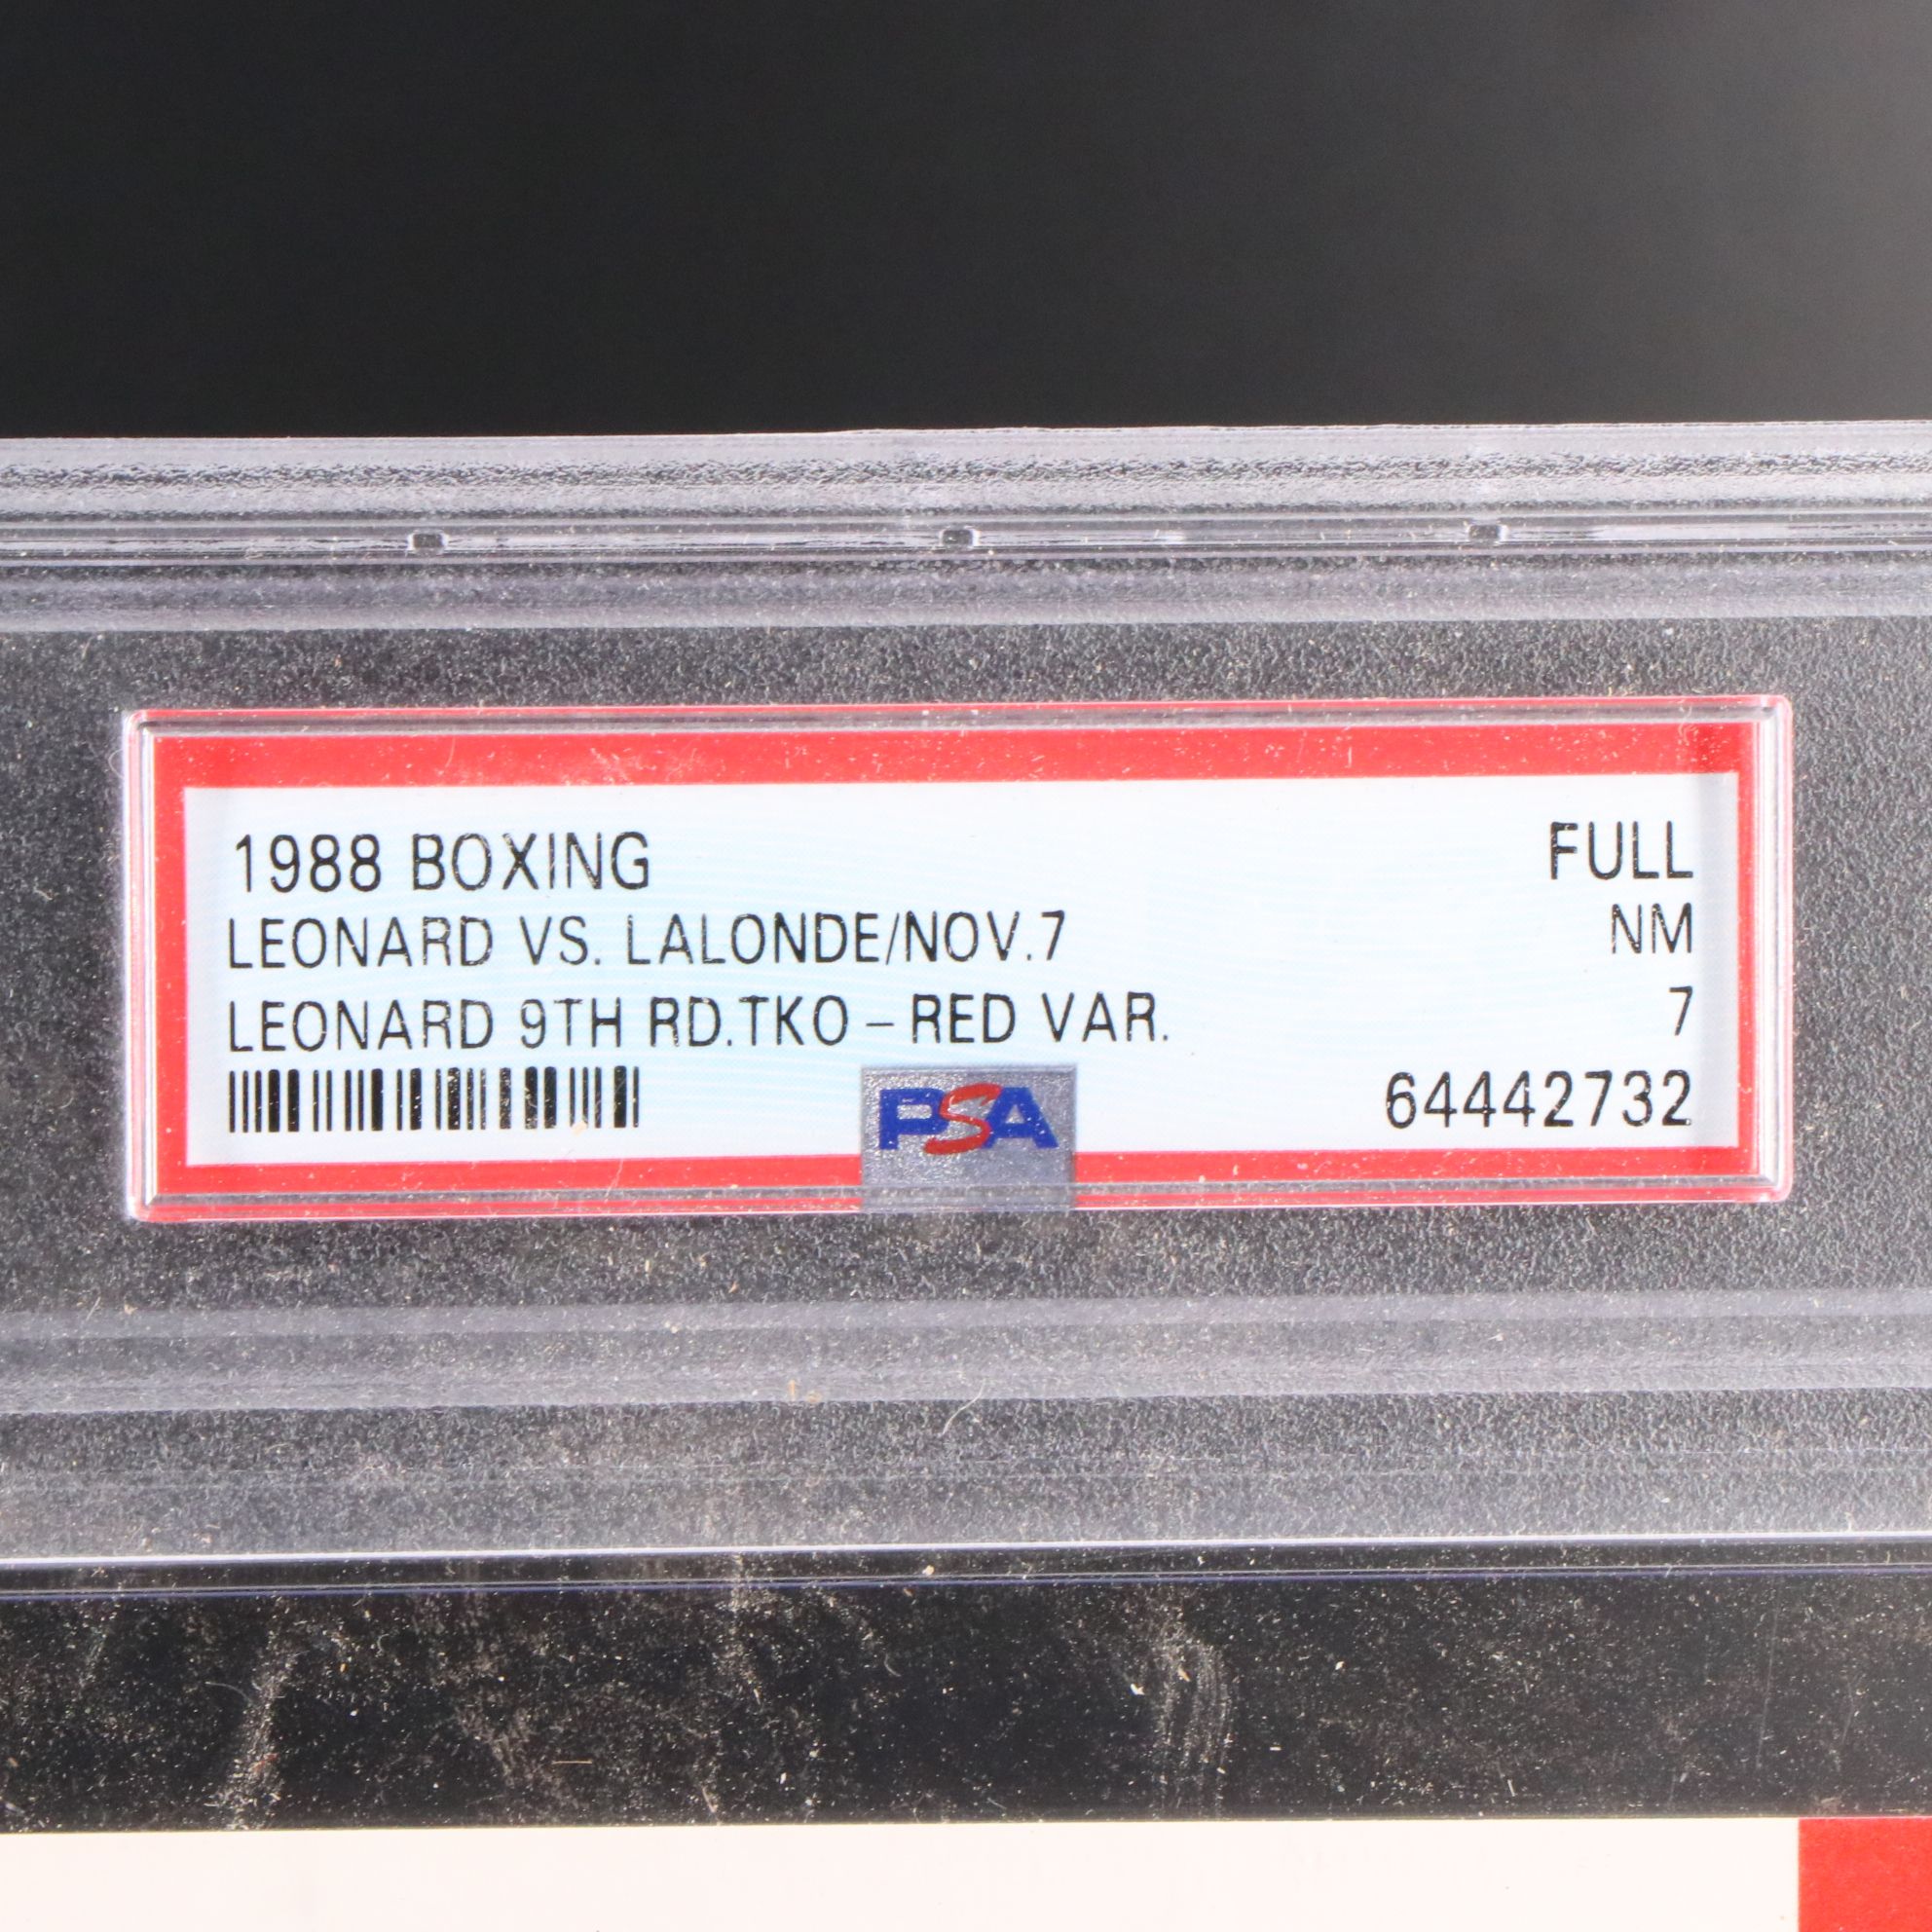 1988 BOXING FULL
LEONARD VS. LALONDE/NOV.7 NM
LEONARD 9TH RD.TKO – RED VAR. 7
PSA 64442732